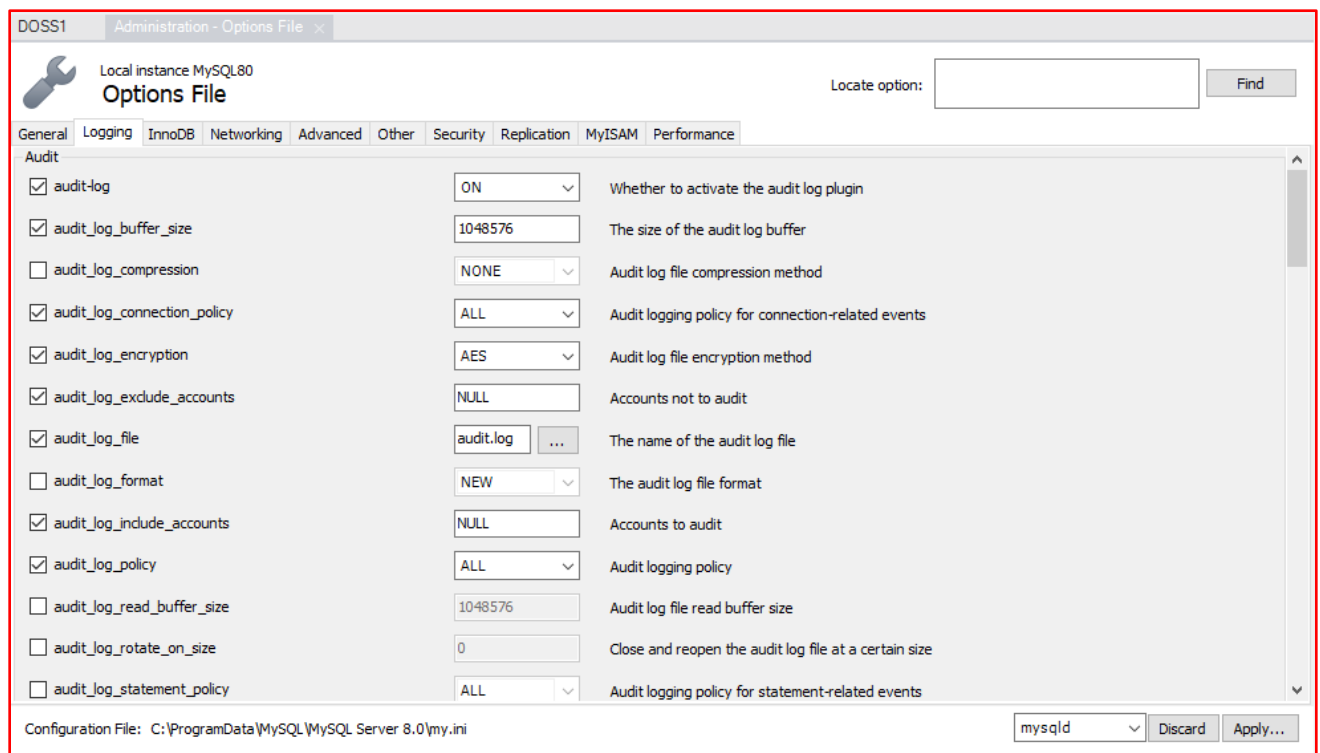 DOSS1 Administration - Options File ×
Local instance MySQL80
Options File
Locate option: Find
General Logging InnoDB Networking Advanced Other Security Replication MyISAM Performance
Audit
audit-log ON Whether to activate the audit log plugin
audit_log_buffer_size 1048576 The size of the audit log buffer
audit_log_compression NONE Audit log file compression method
audit_log_connection_policy ALL Audit logging policy for connection-related events
audit_log_encryption AES Audit log file encryption method
audit_log_exclude_accounts NULL Accounts not to audit
audit_log_file audit.log ... The name of the audit log file
audit_log_format NEW The audit log file format
audit_log_include_accounts NULL Accounts to audit
audit_log_policy ALL Audit logging policy
audit_log_read_buffer_size 1048576 Audit log file read buffer size
audit_log_rotate_on_size 0 Close and reopen the audit log file at a certain size
audit_log_statement_policy ALL Audit logging policy for statement-related events
Configuration File: C:\ProgramData\MySQL\MySQL Server 8.0\my.ini mysqld Discard Apply...